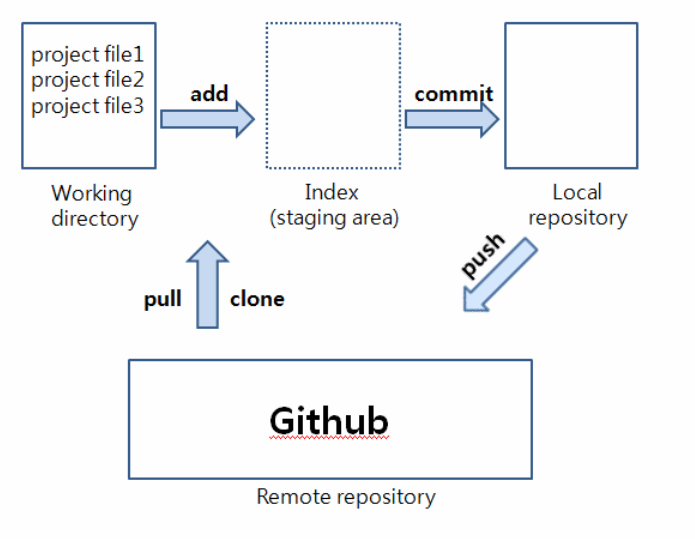 project file1
project file2
project file3
add
commit
Working
directory
Index
(staging area)
Local
repository
push
pull
clone
Github
Remote repository